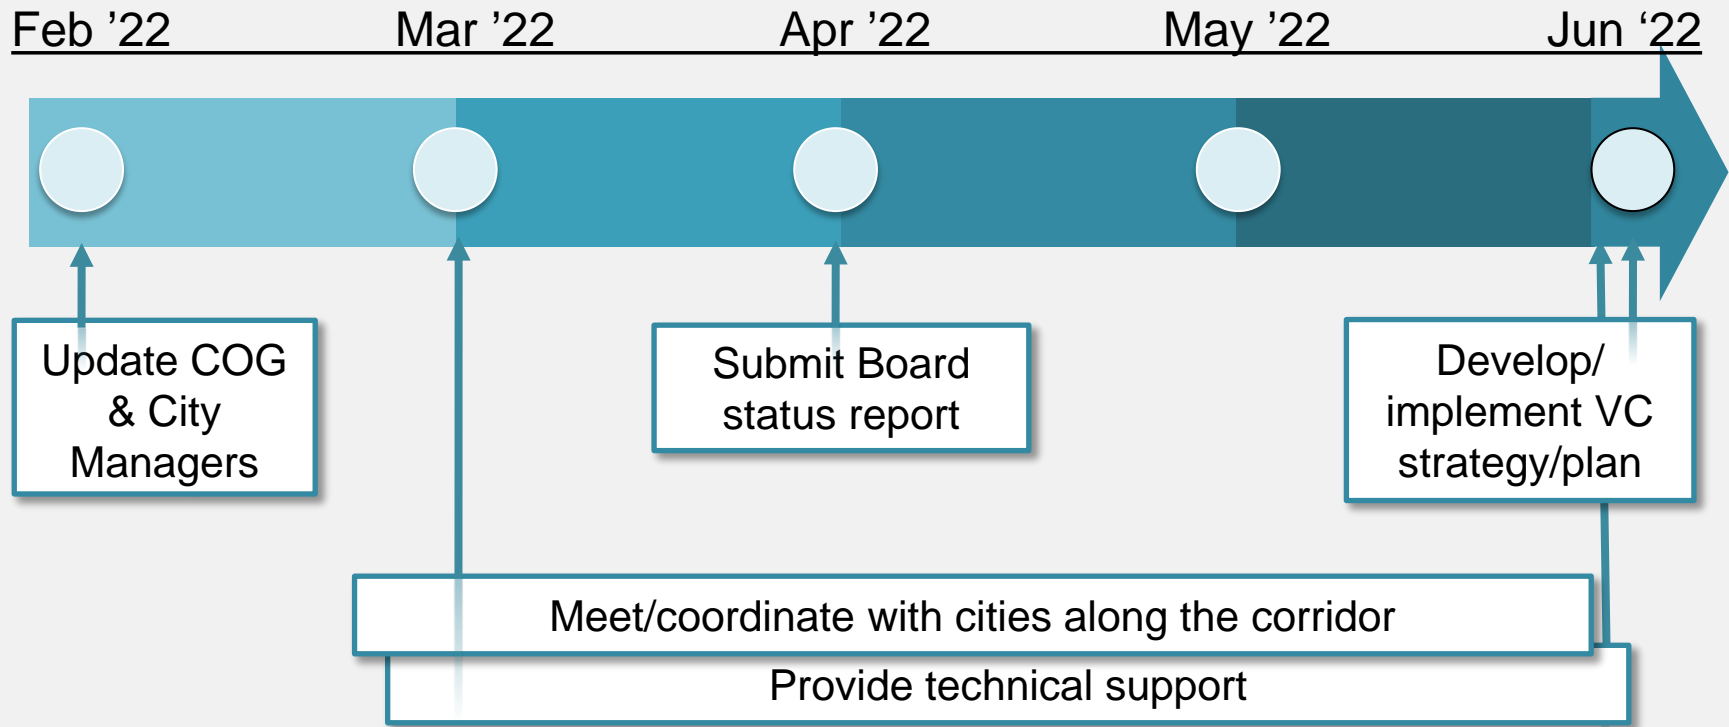 Feb ’22 Mar ’22 Apr ’22 May ’22 Jun ‘22
Update COG
& City
Managers
Submit Board
status report
Develop/
implement VC
strategy/plan
Meet/coordinate with cities along the corridor
Provide technical support